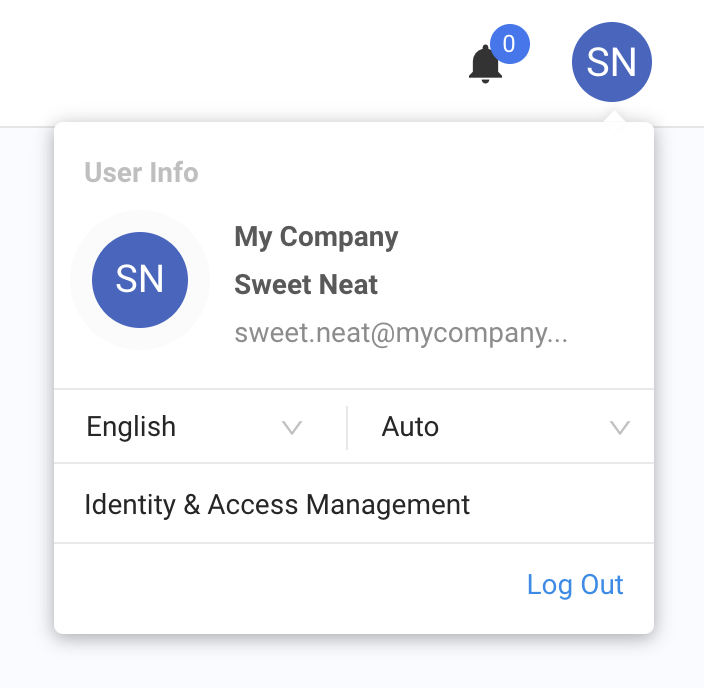 0
SN
User Info
SN
My Company
Sweet Neat
sweet.neat@mycompany...
English
Auto
Identity & Access Management
Log Out